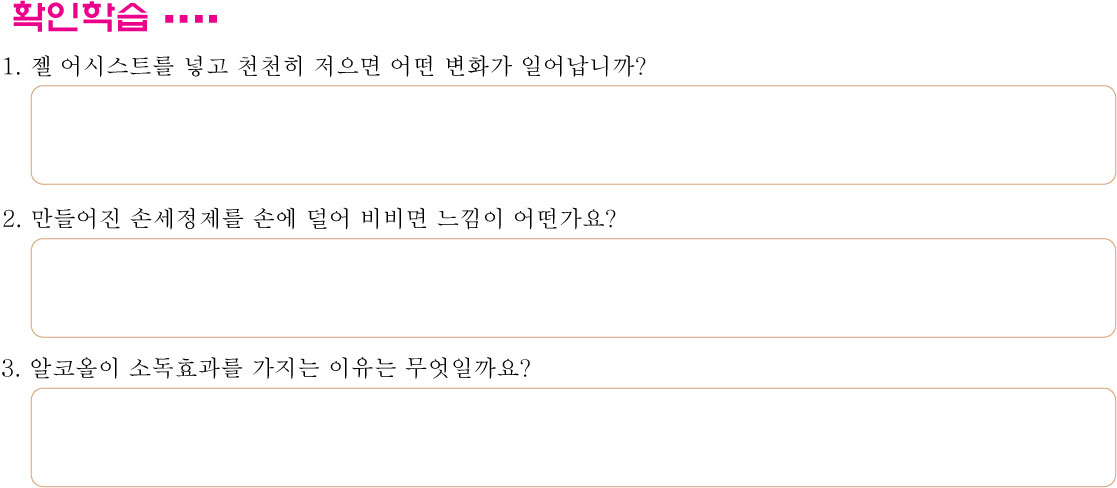 확인학습
1. 젤 어시스트를 넣고 천천히 저으면 어떤 변화가 일어납니까?
2. 만들어진 손세정제를 손에 덜어 비비면 느낌이 어떤가요?
3. 알코올이 소독효과를 가지는 이유는 무엇일까요?